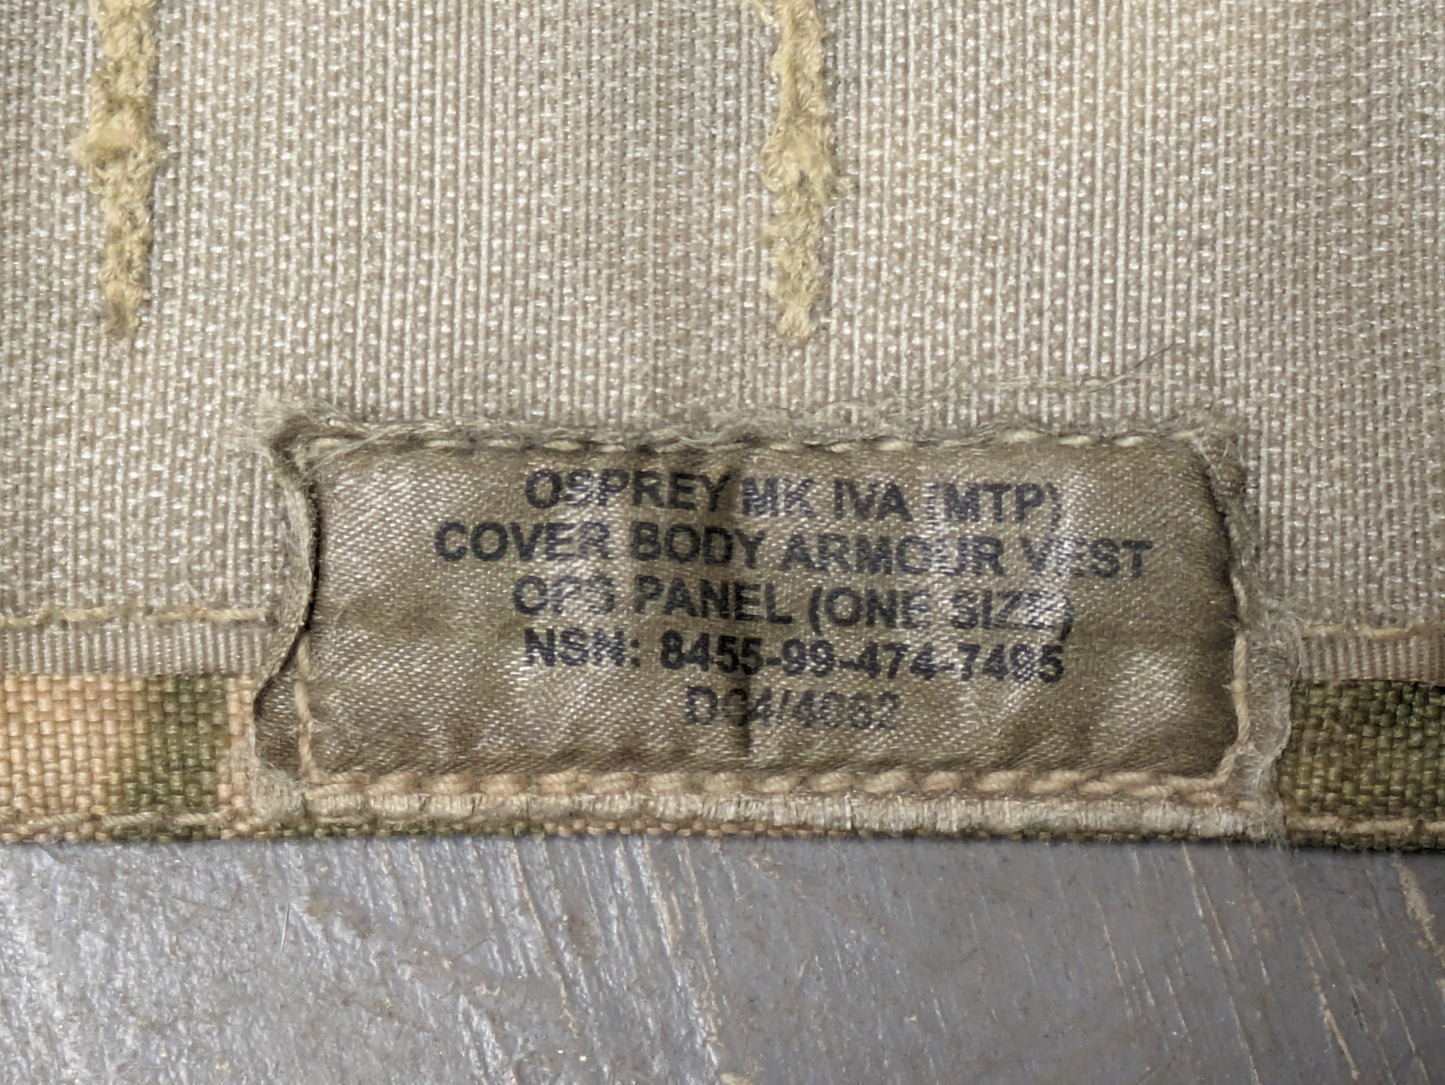 OSPREY MK IVA (MTP)
COVER BODY ARMOUR VEST
OPS PANEL (ONE SIZE)
NSN: 8455-99-474-7495